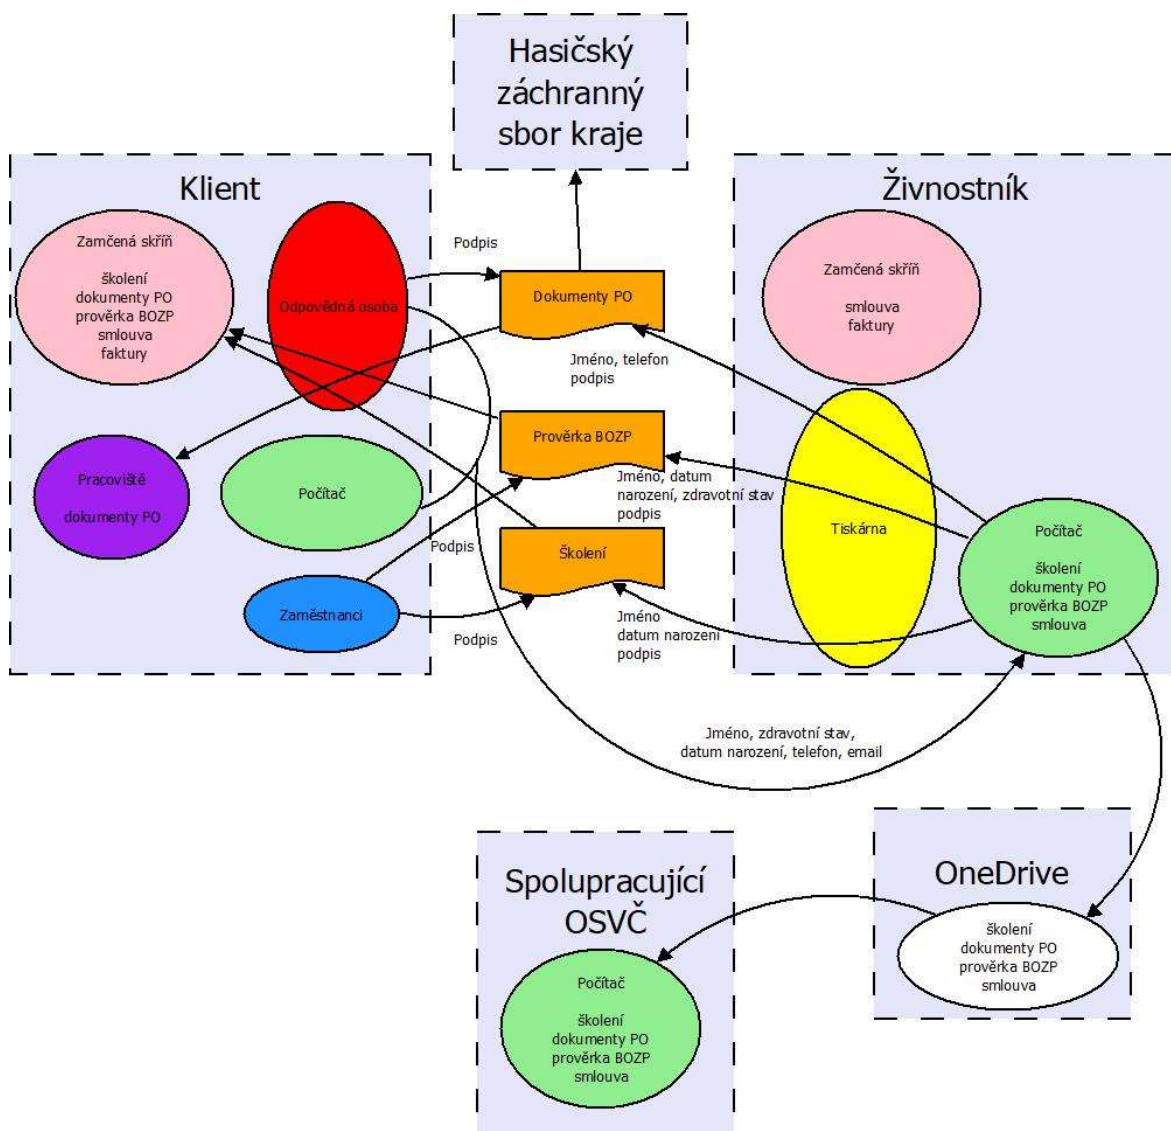 Hasičský
záchranný
sbor kraje
Klient
Zamčená skříň
školení
dokumenty PO
prověrka BOZP
smlouva
faktury
Odpovědná osoba
Pracoviště
dokumenty PO
Počítač
Zaměstnanci
Podpis
Dokumenty PO
Jméno, telefon
podpis
Prověrka BOZP
Jméno, datum
narození, zdravotní stav
podpis
Podpis
Školení
Jméno
datum narození
podpis
Podpis
Živnostník
Zamčená skříň
smlouva
faktury
Tiskárna
Počítač
školení
dokumenty PO
prověrka BOZP
smlouva
Jméno, zdravotní stav,
datum narození, telefon, email
Spolupracující
OSVČ
Počítač
školení
dokumenty PO
prověrka BOZP
smlouva
OneDrive
školení
dokumenty PO
prověrka BOZP
smlouva